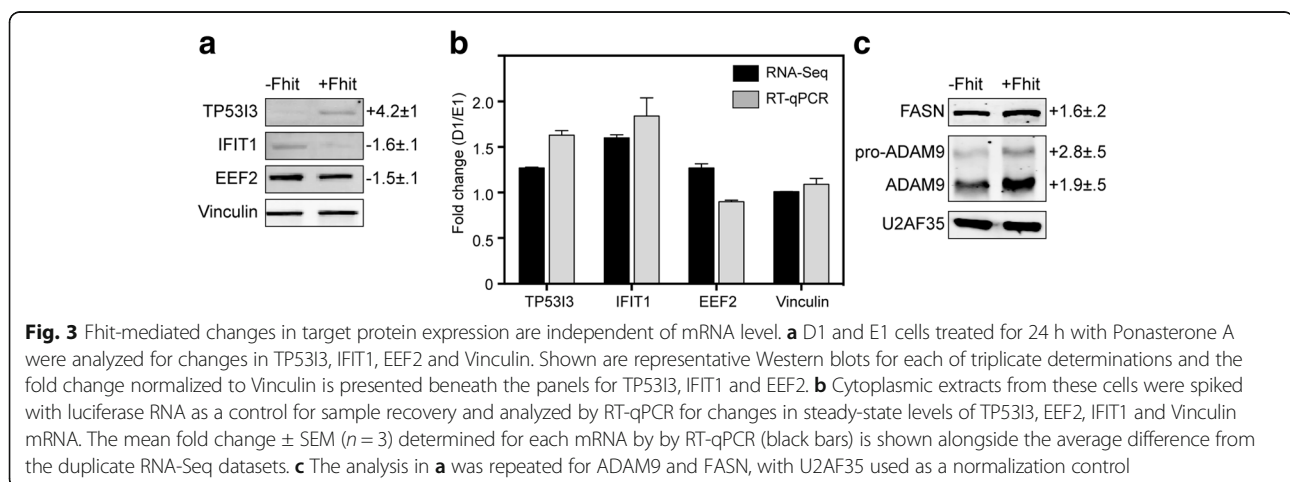 a
-Fhit +Fhit
TP53I3 +4.2±1
IFIT1 -1.6±.1
EEF2 -1.5±.1
Vinculin
b
Fold change (D1/E1)
2.0
1.5
1.0
0.5
0
RNA-Seq
RT-qPCR
TP53I3 IFIT1 EEF2 Vinculin
c
-Fhit +Fhit
FASN +1.6±.2
pro-ADAM9 +2.8±.5
ADAM9 +1.9±.5
U2AF35
Fig. 3 Fhit-mediated changes in target protein expression are independent of mRNA level. a D1 and E1 cells treated for 24 h with Ponasterone A
were analyzed for changes in TP53I3, IFIT1, EEF2 and Vinculin. Shown are representative Western blots for each of triplicate determinations and the
fold change normalized to Vinculin is presented beneath the panels for TP53I3, IFIT1 and EEF2. b Cytoplasmic extracts from these cells were spiked
with luciferase RNA as a control for sample recovery and analyzed by RT-qPCR for changes in steady-state levels of TP53I3, EEF2, IFIT1 and Vinculin
mRNA. The mean fold change ± SEM (n = 3) determined for each mRNA by by RT-qPCR (black bars) is shown alongside the average difference from
the duplicate RNA-Seq datasets. c The analysis in a was repeated for ADAM9 and FASN, with U2AF35 used as a normalization control